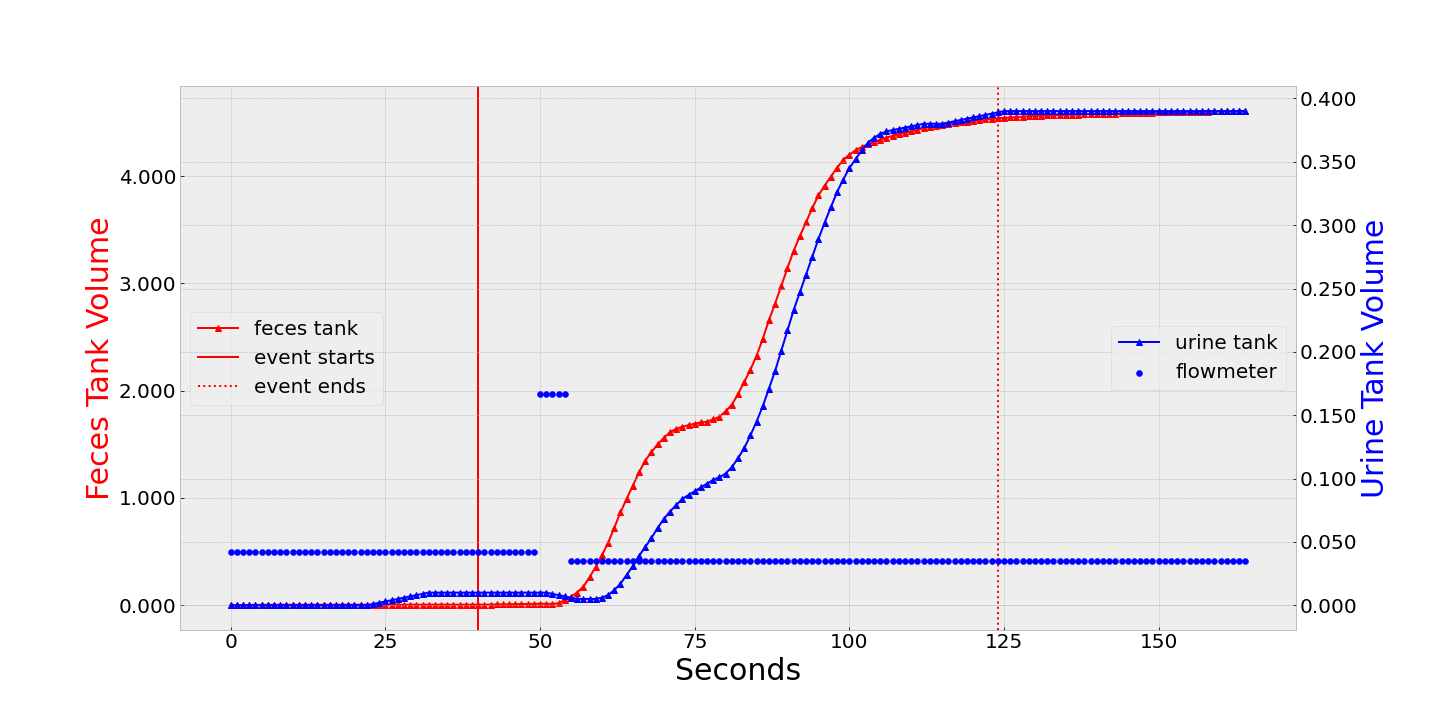 Feces Tank Volume
4.000
3.000
2.000
1.000
0.000
feces tank
event starts
event ends
urine tank
flowmeter
0.400
0.350
0.300
0.250
0.200
0.150
0.100
0.050
0.000
Urine Tank Volume
0 25 50 75 100 125 150
Seconds